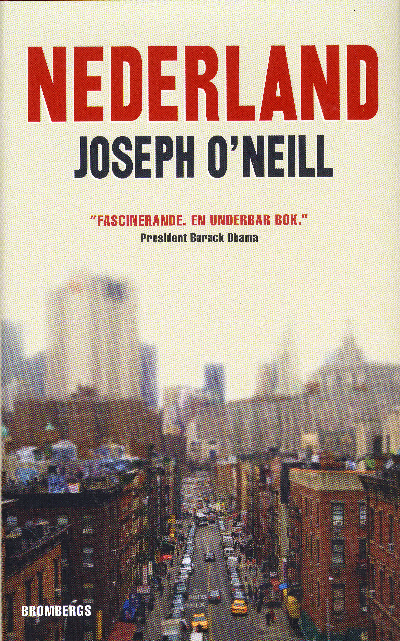 NEDERLAND
JOSEPH O'NEILL
"FASCINERANDE. EN UNDERBAR BOK."
President Barack Obama
BROMBERGS